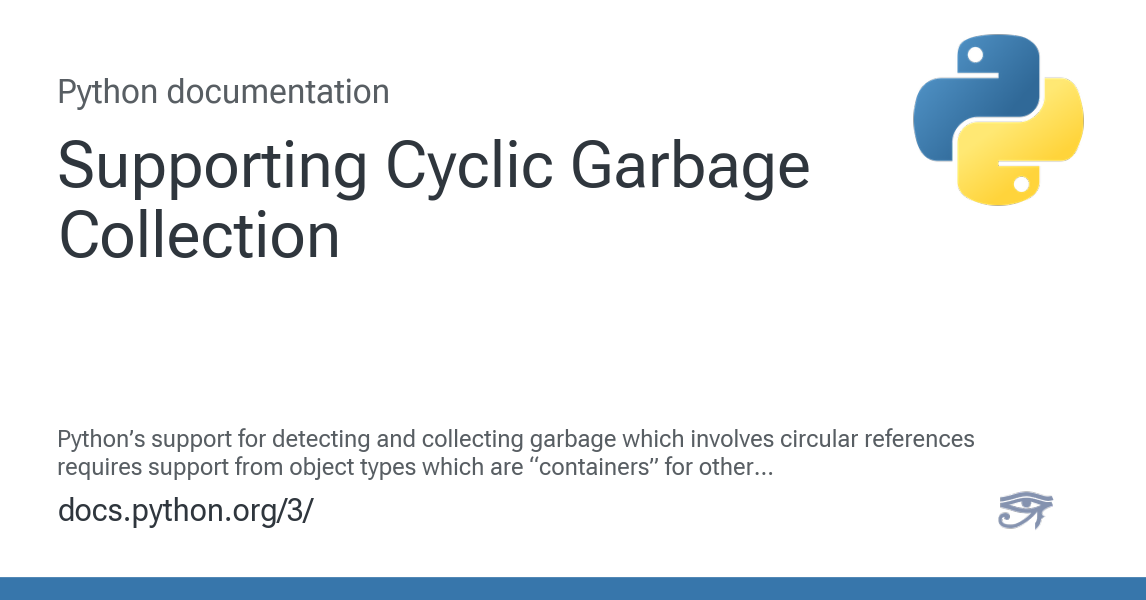 Python documentation
Supporting Cyclic Garbage
Collection
Python’s support for detecting and collecting garbage which involves circular references
requires support from object types which are “containers” for other…
docs.python.org/3/